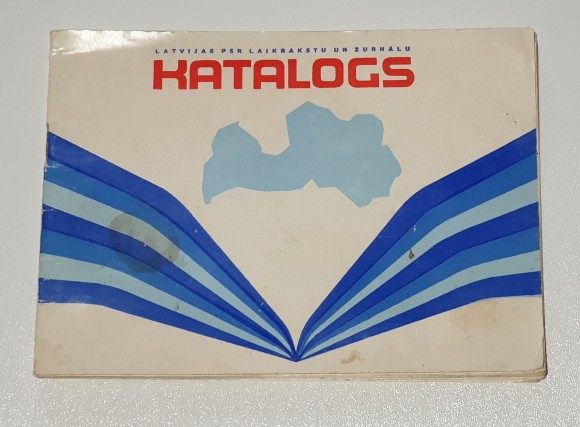 LATVIJAS PSR LAIKRAKSTU UN ŽURNĀLU
KATALOGS